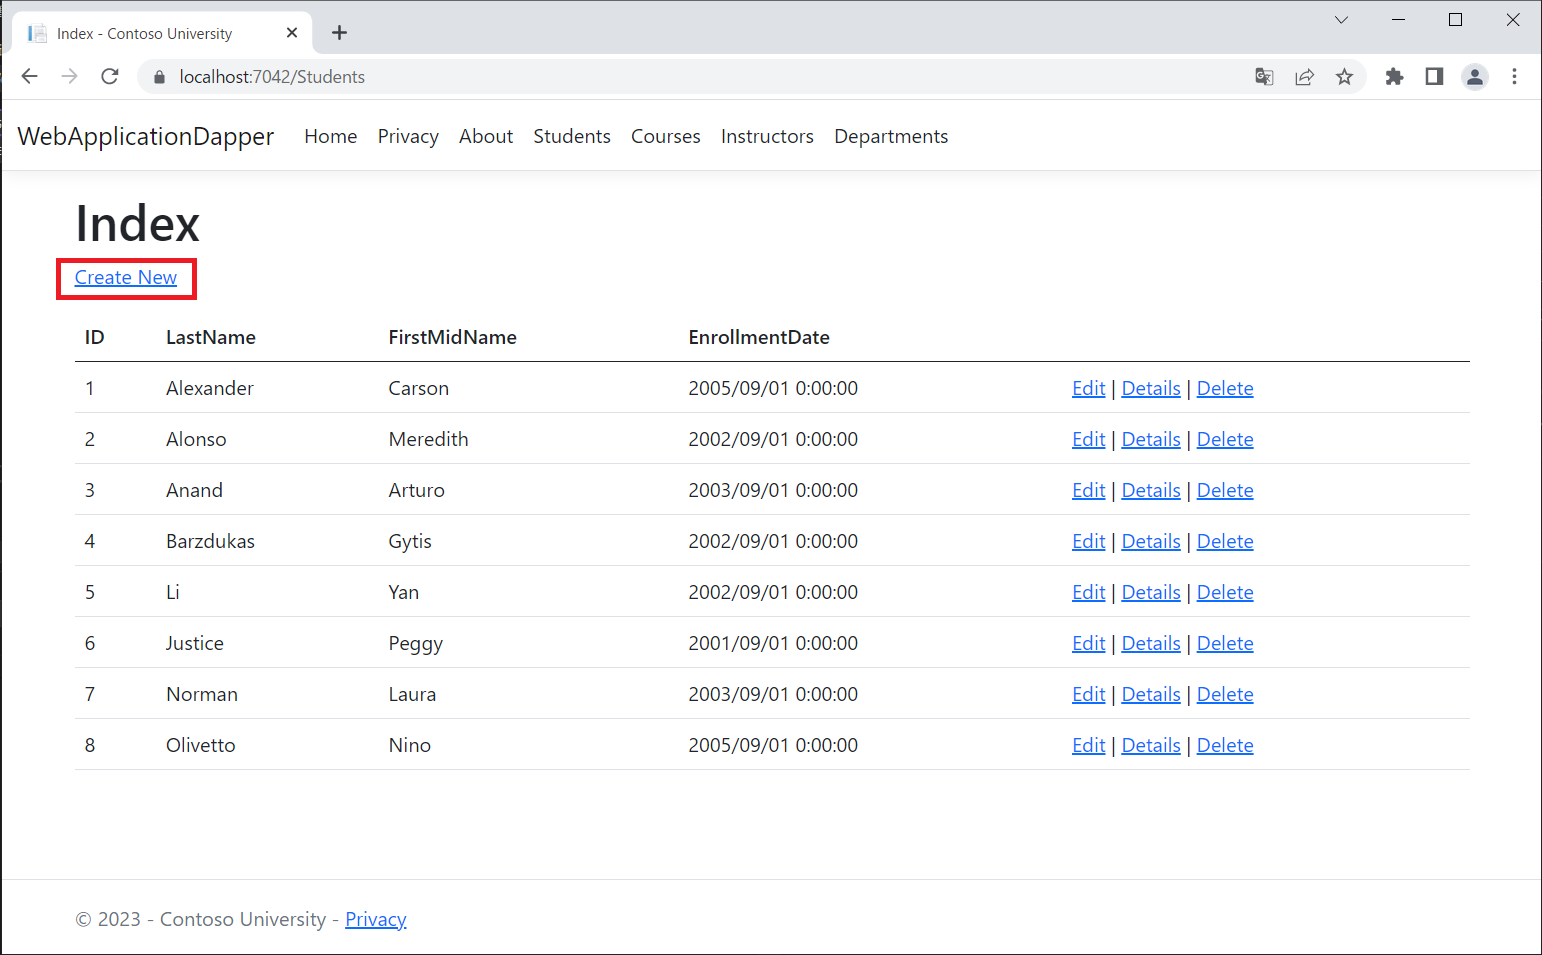 Index - Contoso University
localhost:7042/Students
WebApplicationDapper Home Privacy About Students Courses Instructors Departments
Index
Create New
ID LastName FirstMidName EnrollmentDate
1 Alexander Carson 2005/09/01 0:00:00 Edit | Details | Delete
2 Alonso Meredith 2002/09/01 0:00:00 Edit | Details | Delete
3 Anand Arturo 2003/09/01 0:00:00 Edit | Details | Delete
4 Barzdukas Gytis 2002/09/01 0:00:00 Edit | Details | Delete
5 Li Yan 2002/09/01 0:00:00 Edit | Details | Delete
6 Justice Peggy 2001/09/01 0:00:00 Edit | Details | Delete
7 Norman Laura 2003/09/01 0:00:00 Edit | Details | Delete
8 Olivetto Nino 2005/09/01 0:00:00 Edit | Details | Delete
© 2023 - Contoso University - Privacy